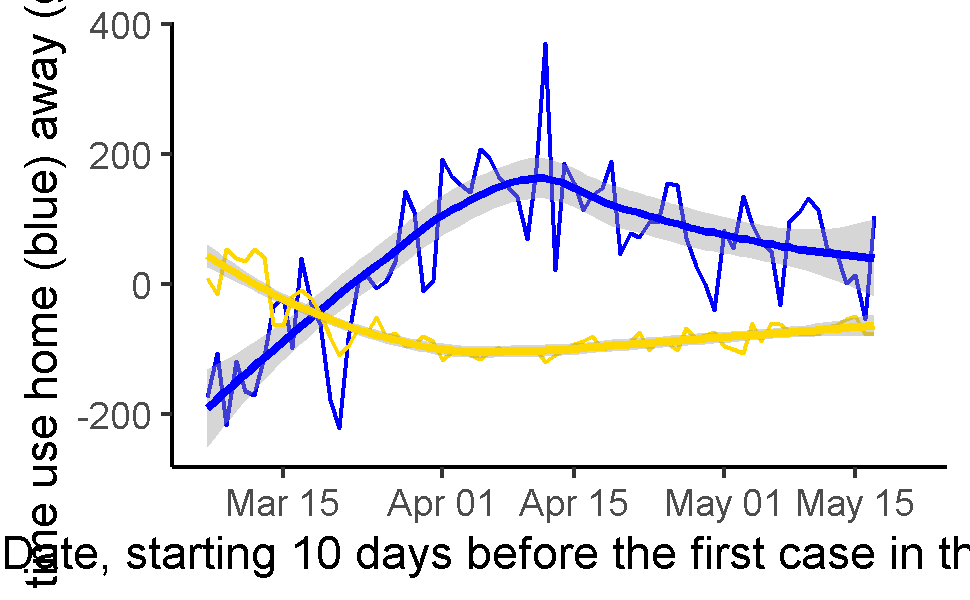 time use home (blue) away (
400
200
0
-200
Mar 15 Apr 01 Apr 15 May 01 May 15
Date, starting 10 days before the first case in th